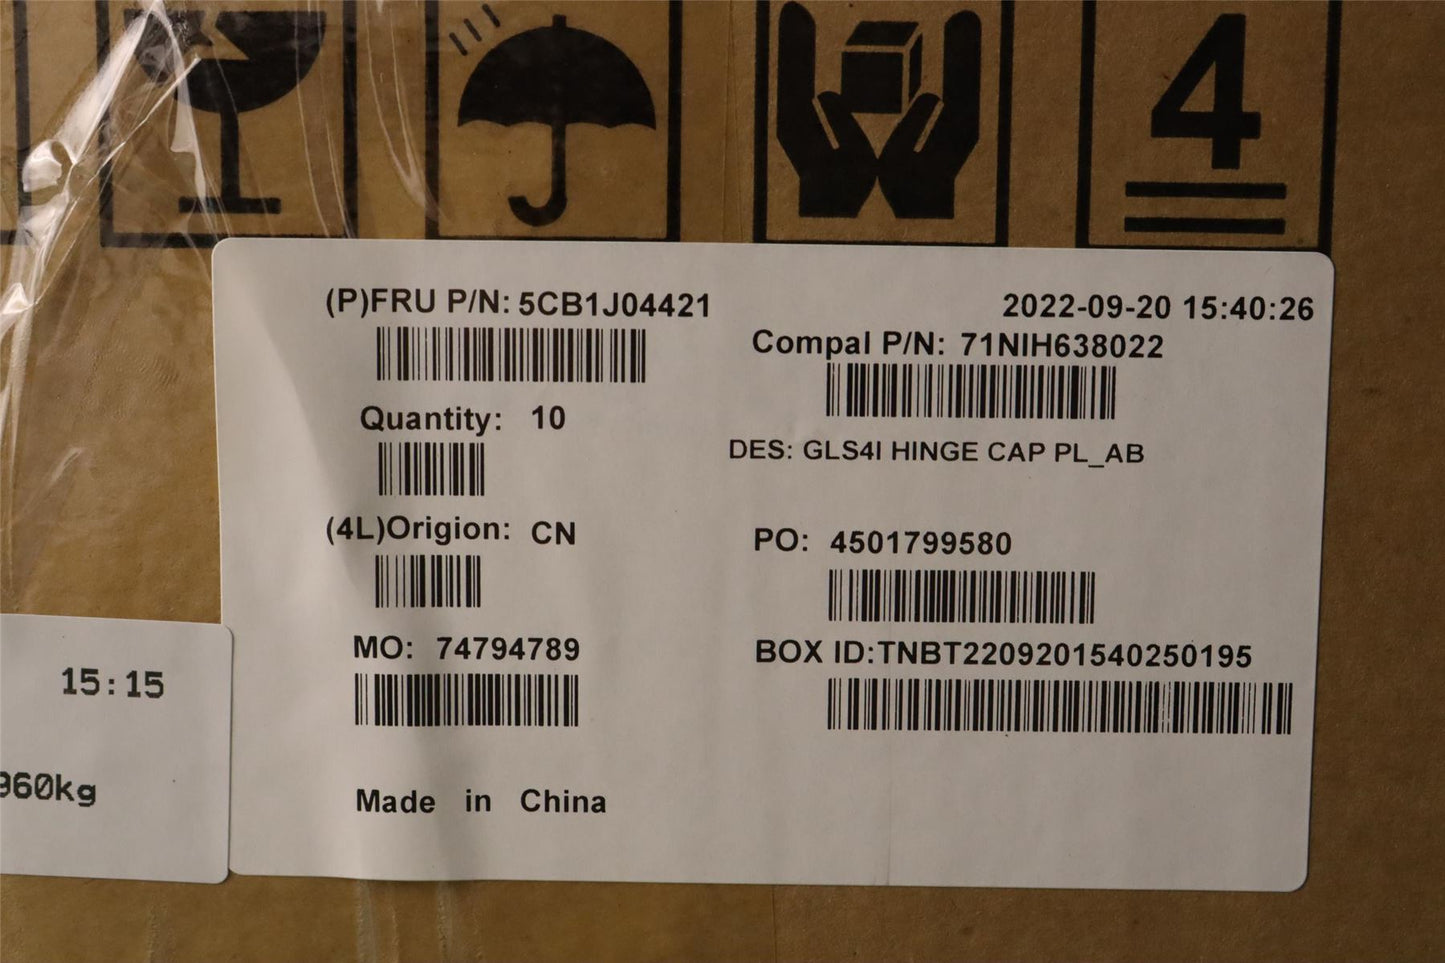 4
(P)FRU P/N: 5CB1J04421
2022-09-20 15:40:26
Compal P/N: 71NIH638022
Quantity: 10
DES: GLS4I HINGE CAP PL_AB
(4L)Origion: CN
PO: 4501799580
MO: 74794789
BOX ID:TNBT2209201540250195
Made in China
15:15
960kg